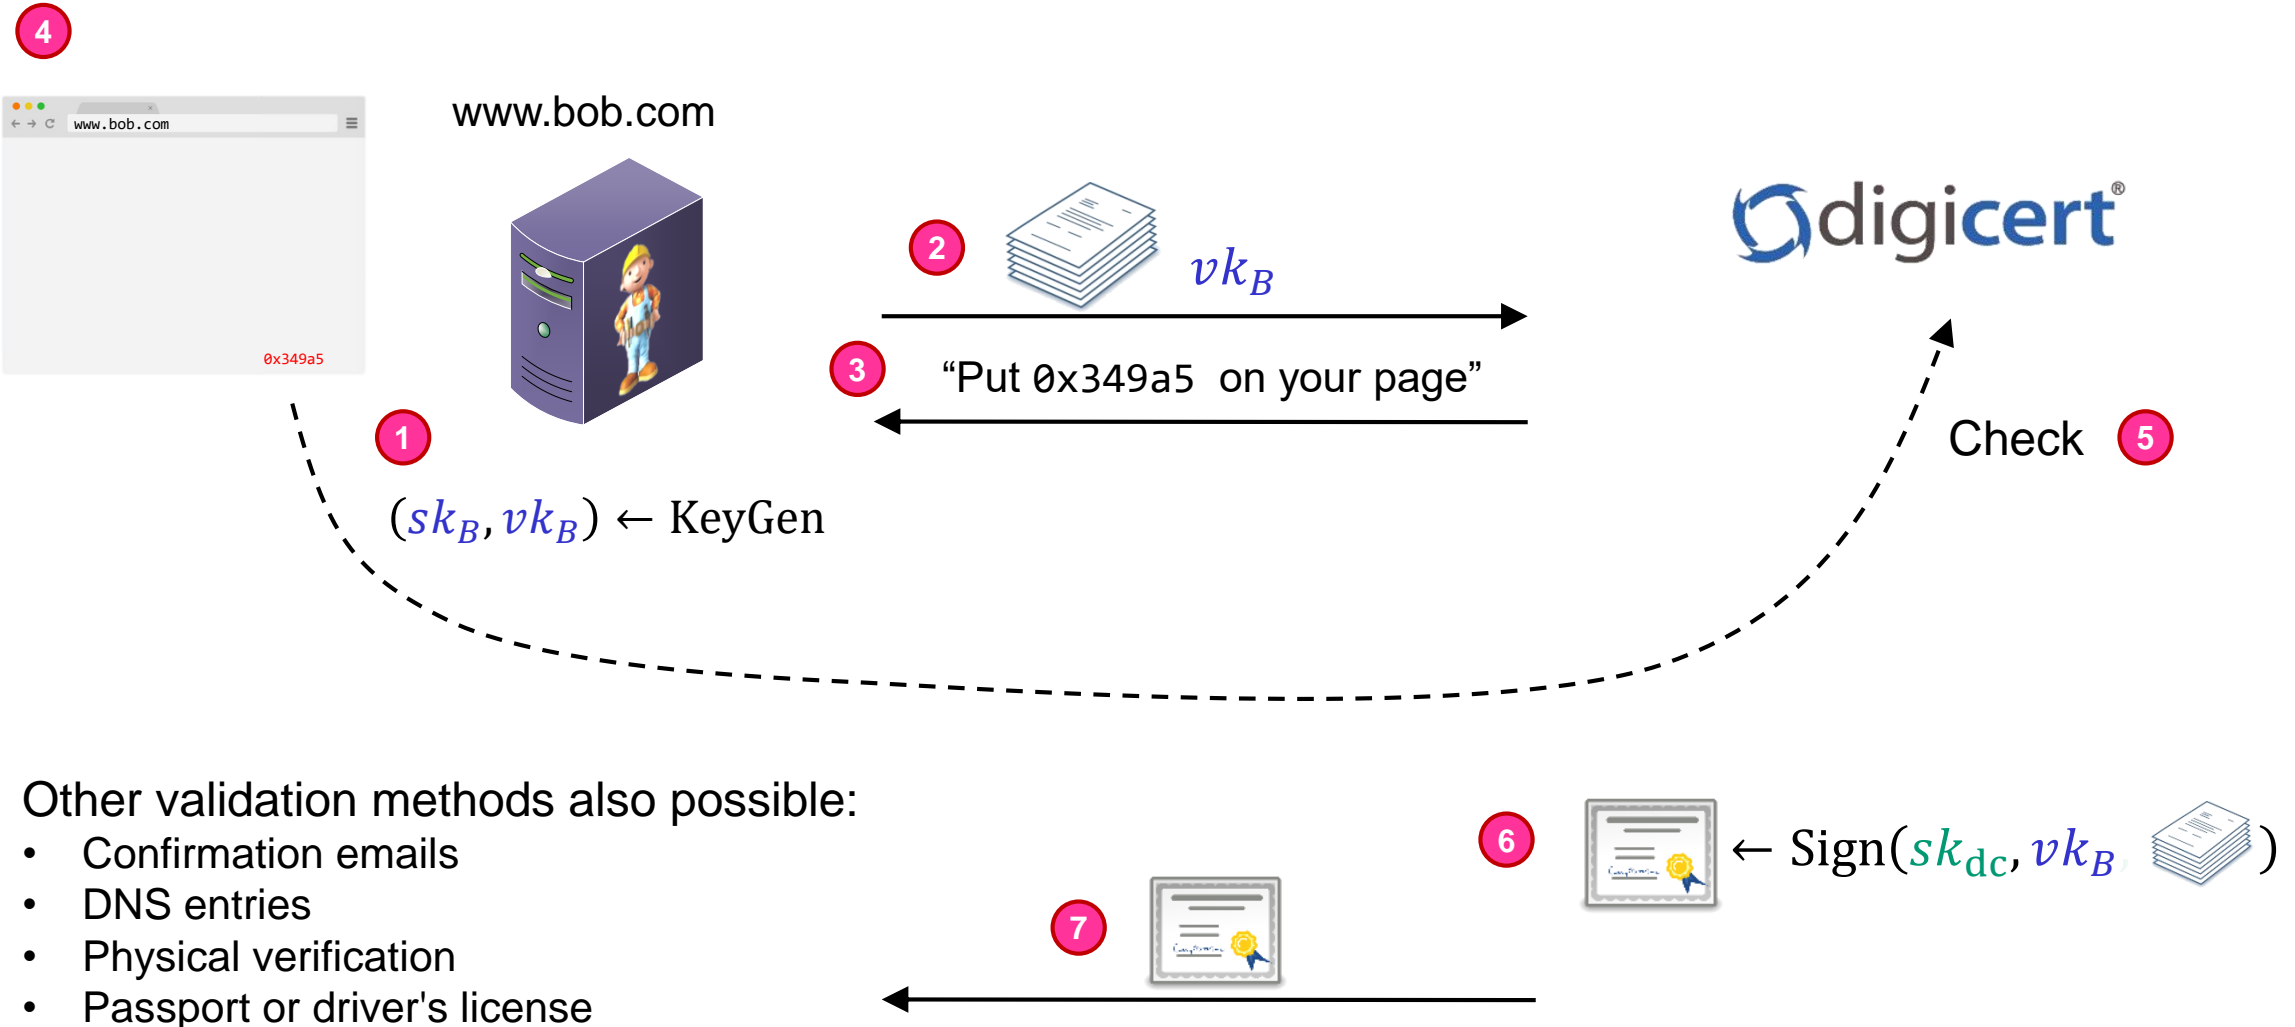 4
www.bob.com
www.bob.com
0x349a5
1
(sk_B, vk_B) ← KeyGen
2
vk_B
3
“Put 0x349a5 on your page”
digicert®
Check
5
Other validation methods also possible:
• Confirmation emails
• DNS entries
• Physical verification
• Passport or driver's license
6
← Sign(sk_dc, vk_B, )
7